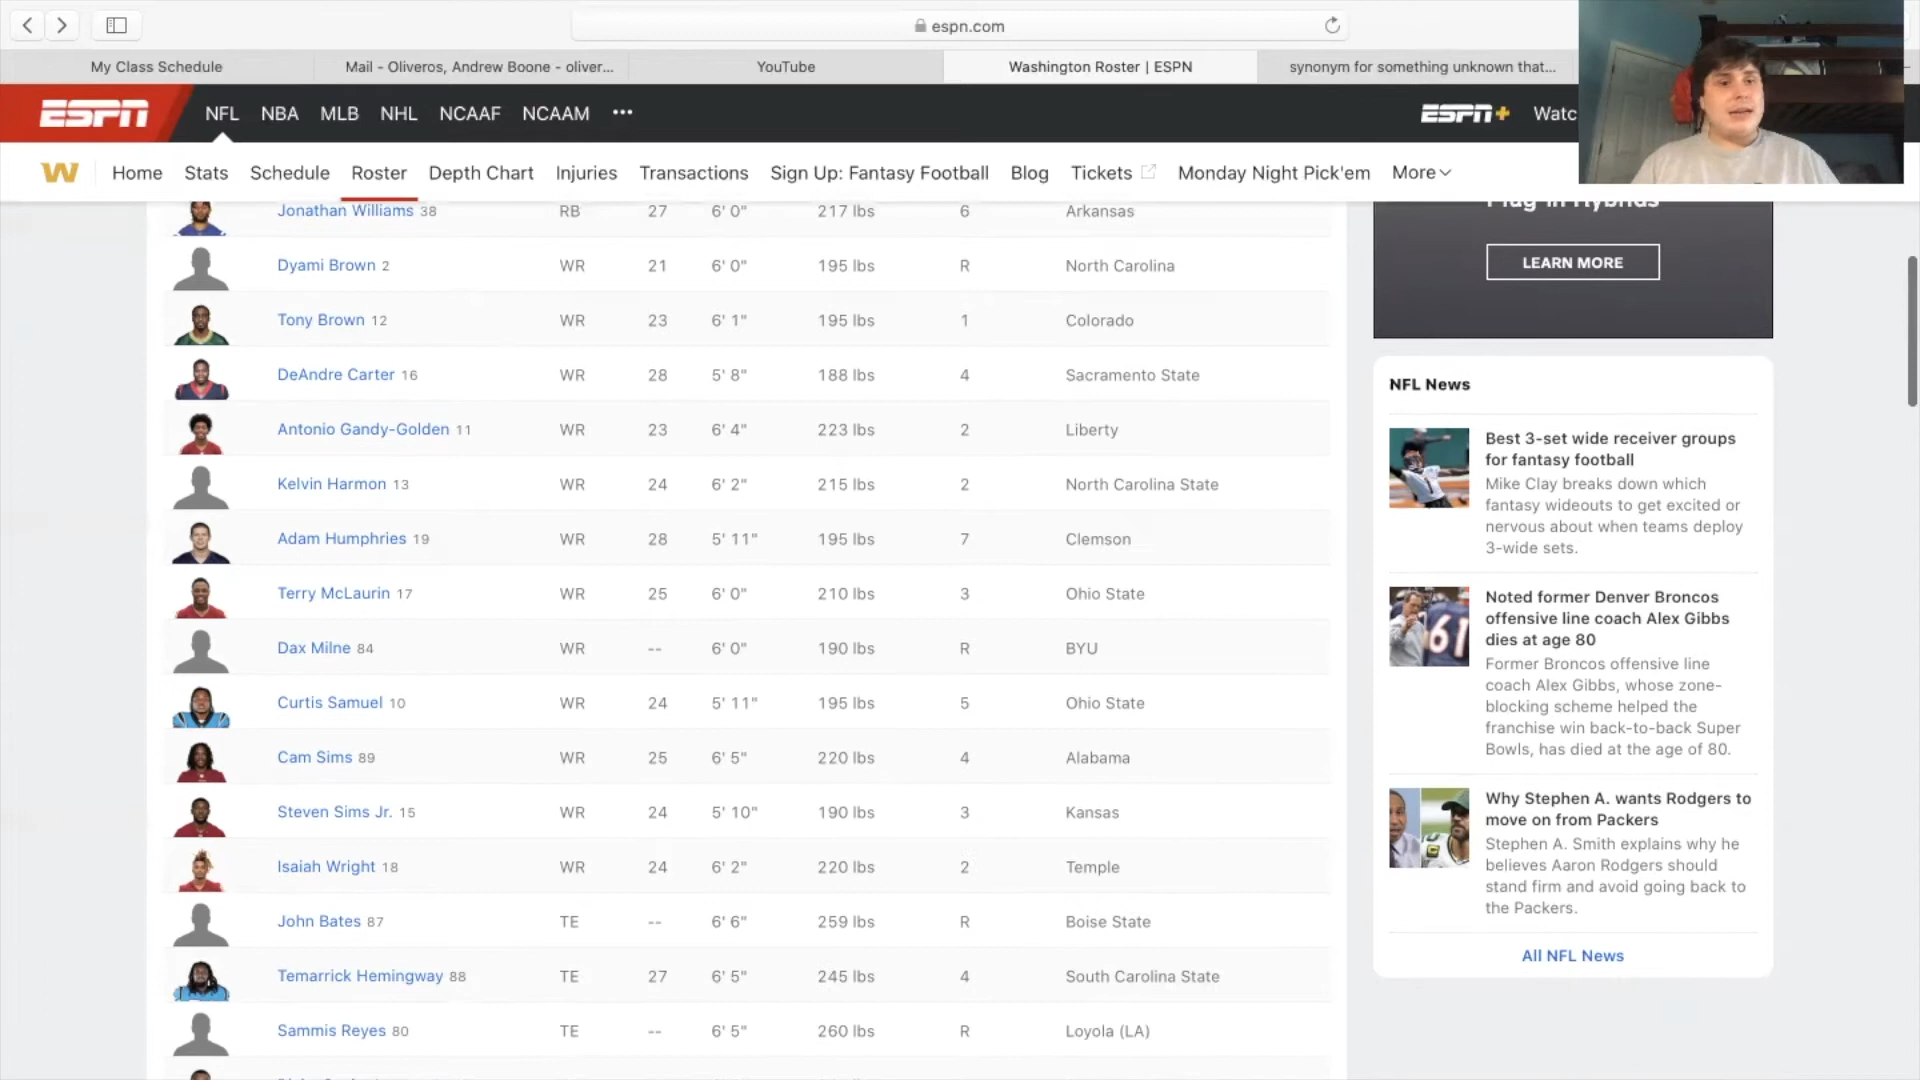 espn.com
My Class Schedule
Mail - Oliveros, Andrew Boone - oliver...
YouTube
Washington Roster | ESPN
synonym for something unknown that...
ESPN
NFL NBA MLB NHL NCAAF NCAAM •••
ESPN+ Watc
W
Home Stats Schedule Roster Depth Chart Injuries Transactions Sign Up: Fantasy Football Blog Tickets Monday Night Pick'em More
Jonathan Williams 38 RB 27 6' 0" 217 lbs 6 Arkansas
Dyami Brown 2 WR 21 6' 0" 195 lbs R North Carolina
Tony Brown 12 WR 23 6' 1" 195 lbs 1 Colorado
DeAndre Carter 16 WR 28 5' 8" 188 lbs 4 Sacramento State
Antonio Gandy-Golden 11 WR 23 6' 4" 223 lbs 2 Liberty
Kelvin Harmon 13 WR 24 6' 2" 215 lbs 2 North Carolina State
Adam Humphries 19 WR 28 5' 11" 195 lbs 7 Clemson
Terry McLaurin 17 WR 25 6' 0" 210 lbs 3 Ohio State
Dax Milne 84 WR -- 6' 0" 190 lbs R BYU
Curtis Samuel 10 WR 24 5' 11" 195 lbs 5 Ohio State
Cam Sims 89 WR 25 6' 5" 220 lbs 4 Alabama
Steven Sims Jr. 15 WR 24 5' 10" 190 lbs 3 Kansas
Isaiah Wright 18 WR 24 6' 2" 220 lbs 2 Temple
John Bates 87 TE -- 6' 6" 259 lbs R Boise State
Temarrick Hemingway 88 TE 27 6' 5" 245 lbs 4 South Carolina State
Sammis Reyes 80 TE -- 6' 5" 260 lbs R Loyola (LA)
Plug-in Hybrids
LEARN MORE
NFL News
Best 3-set wide receiver groups
for fantasy football
Mike Clay breaks down which
fantasy wideouts to get excited or
nervous about when teams deploy
3-wide sets.
61
Noted former Denver Broncos
offensive line coach Alex Gibbs
dies at age 80
Former Broncos offensive line
coach Alex Gibbs, whose zone-
blocking scheme helped the
franchise win back-to-back Super
Bowls, has died at the age of 80.
Why Stephen A. wants Rodgers to
move on from Packers
Stephen A. Smith explains why he
believes Aaron Rodgers should
stand firm and avoid going back to
the Packers.
All NFL News